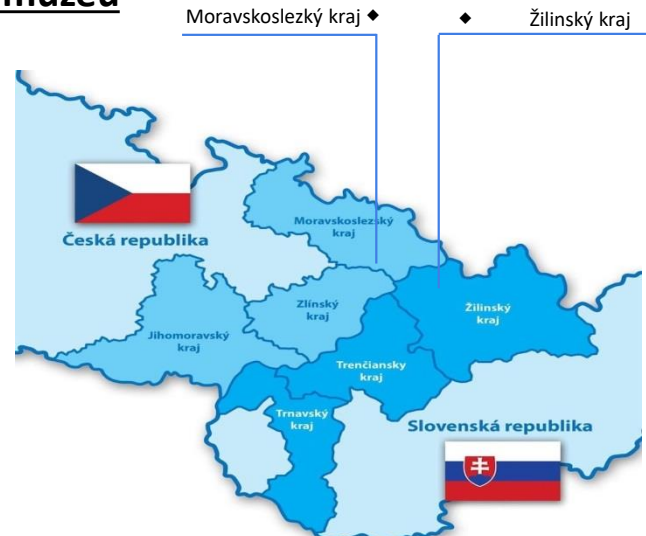 Moravskoslezký kraj ◆
◆ Žilinský kraj
Moravskoslezský
kraj
Česká republika
Zlínský
kraj
Žilinský
kraj
Jihomoravský
kraj
Trenčiansky
kraj
Trnavský
kraj
Slovenská republika